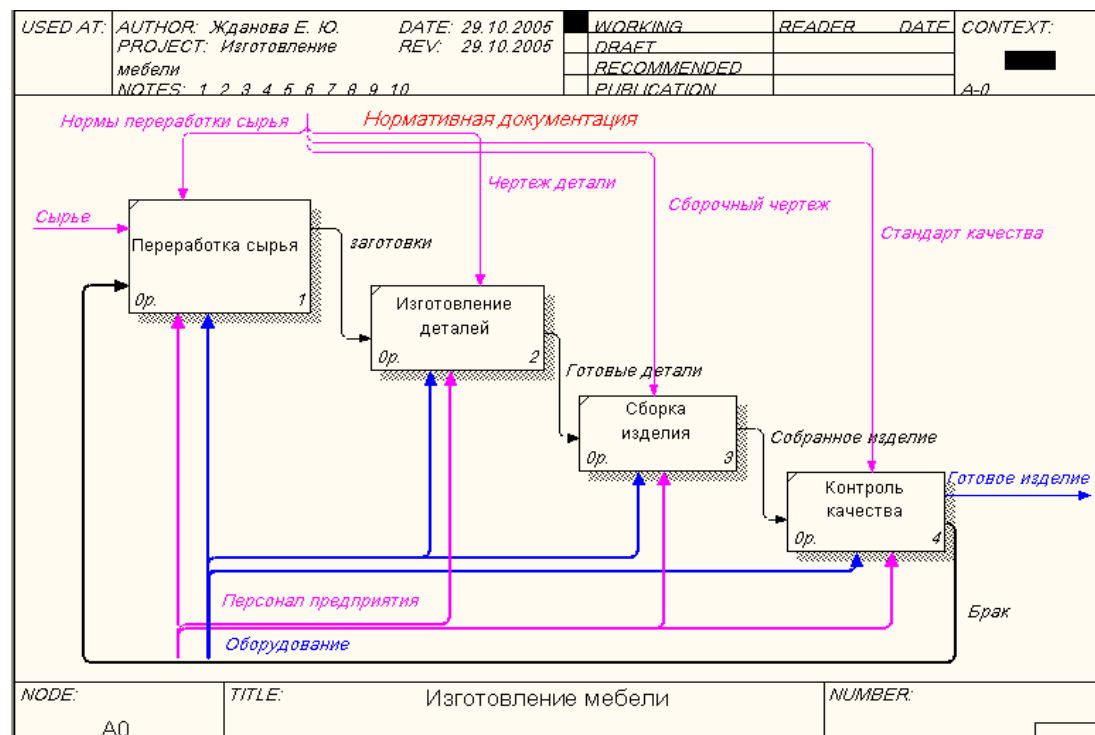 USED AT:
AUTHOR: Жданова Е. Ю. DATE: 29.10.2005
PROJECT: Изготовление REV: 29.10.2005
мебели
NOTES: 1 2 3 4 5 6 7 8 9 10
WORKING
DRAFT
RECOMMENDED
PUBLICATION
READER DATE
CONTEXT:
A-0
Нормы переработки сырья
Нормативная документация
Чертеж детали
Сборочный чертеж
Стандарт качества
Сырье
Переработка сырья
0р. 1
заготовки
Изготовление
деталей
0р. 2
Готовые детали
Сборка
изделия
0р. 3
Собранное изделие
Контроль
качества
0р. 4
Готовое изделие
Персонал предприятия
Брак
Оборудование
NODE:
A0
TITLE:
Изготовление мебели
NUMBER: